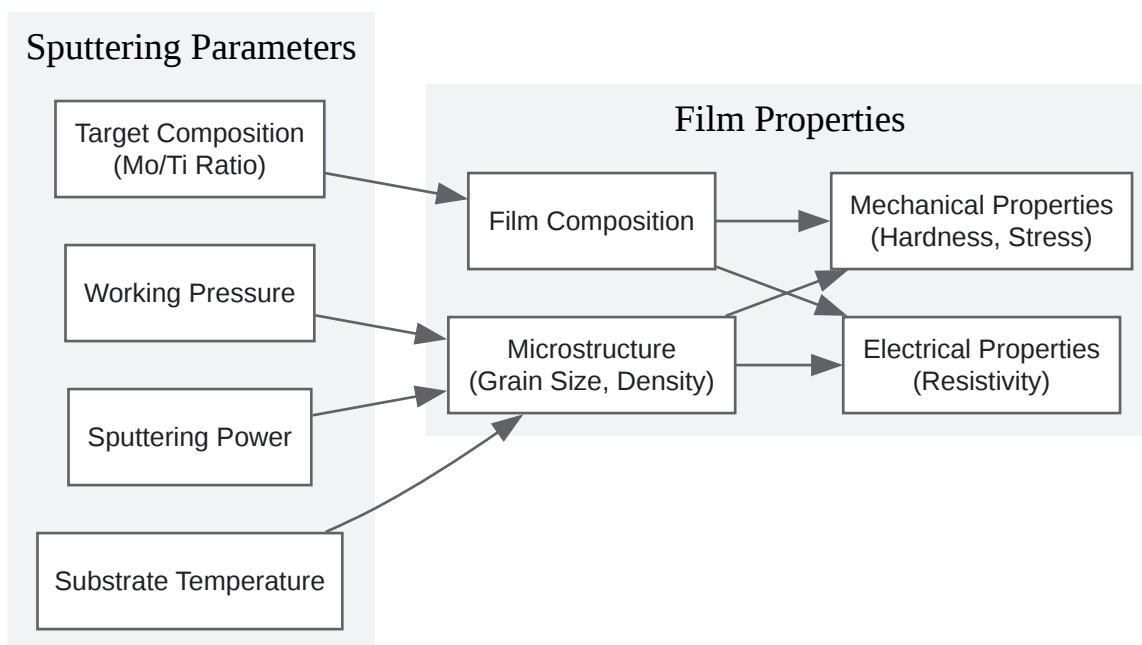 Sputtering Parameters
Target Composition
(Mo/Ti Ratio)
Working Pressure
Sputtering Power
Substrate Temperature
Film Properties
Film Composition
Microstructure
(Grain Size, Density)
Mechanical Properties
(Hardness, Stress)
Electrical Properties
(Resistivity)